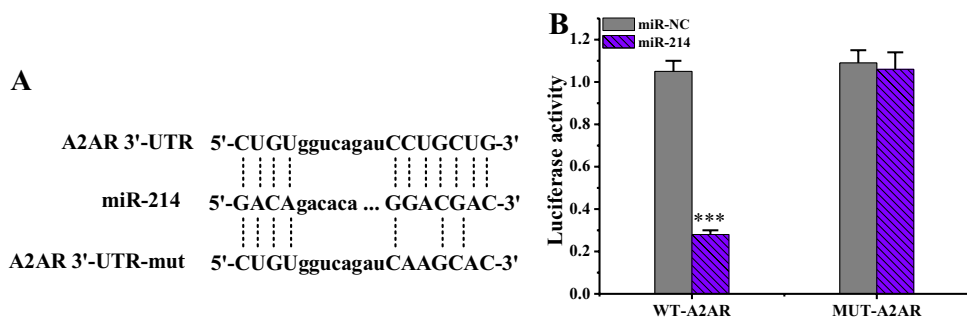 A
A2AR 3'-UTR 5'-CUGUggucagauCCUGCUG-3'
miR-214 5'-GACAgacaca ... GGACGAC-3'
A2AR 3'-UTR-mut 5'-CUGUggucagauCAAGCAC-3'
B
miR-NC
miR-214
Luciferase activity
1.2
1.0
0.8
0.6
0.4
0.2
0.0
***
WT-A2AR
MUT-A2AR